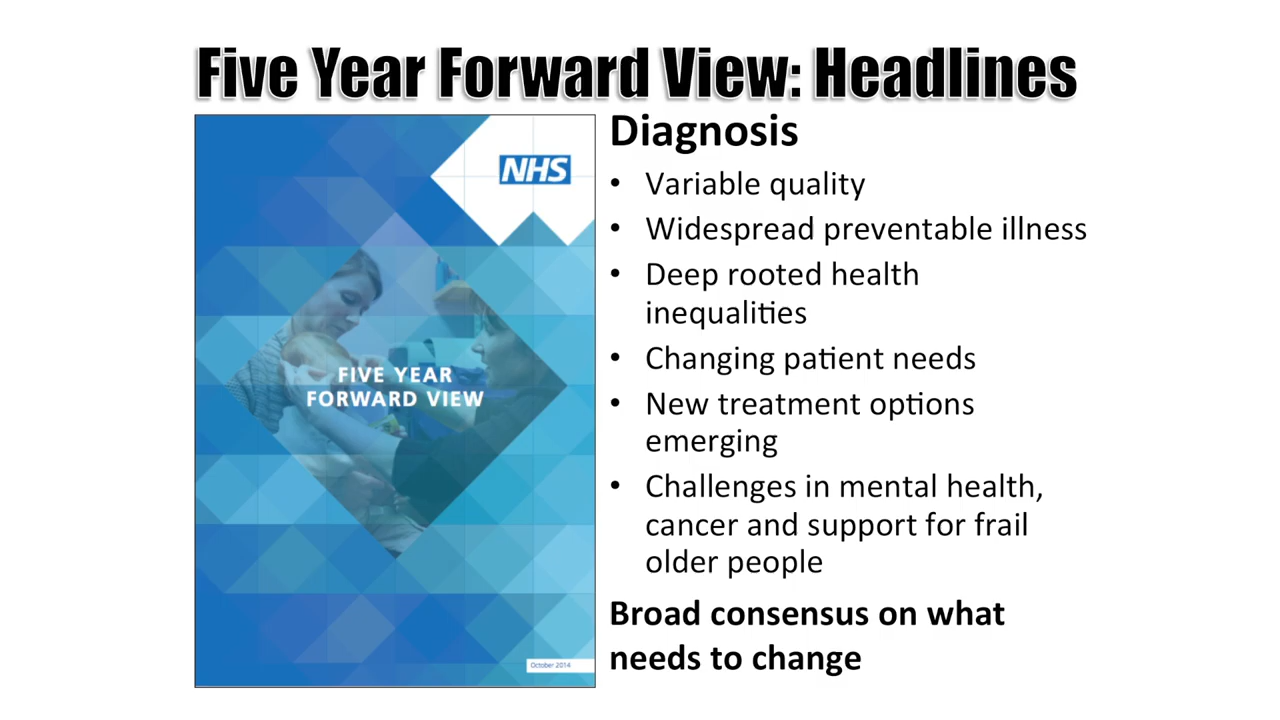 Five Year Forward View: Headlines
NHS
FIVE YEAR
FORWARD VIEW
October 2014
Diagnosis
• Variable quality
• Widespread preventable illness
• Deep rooted health
inequalities
• Changing patient needs
• New treatment options
emerging
• Challenges in mental health,
cancer and support for frail
older people
Broad consensus on what
needs to change